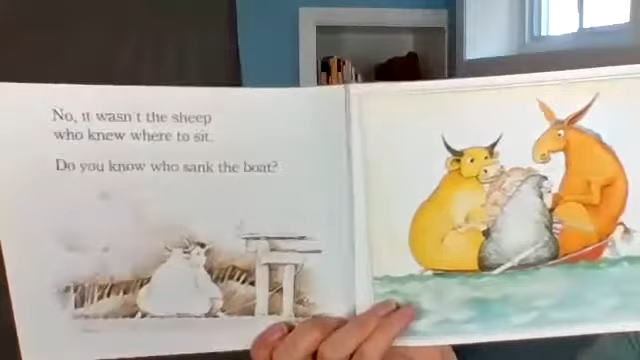 No, it wasn't the sheep
who knew where to sit.
Do you know who sank the boat?